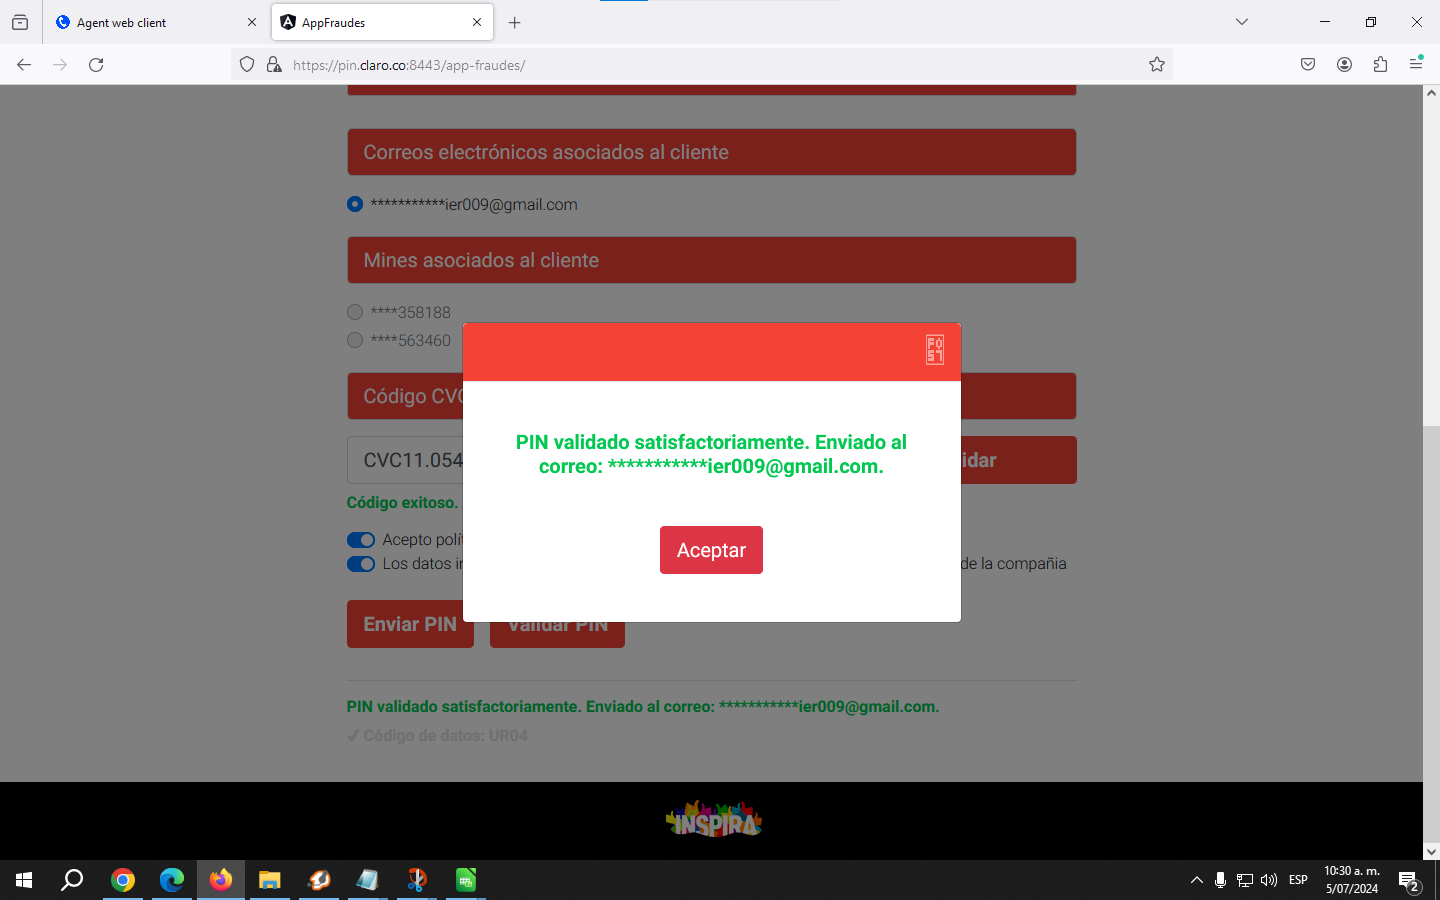 Agent web client
AppFraudes
https://pin.claro.co:8443/app-fraudes/
Correos electrónicos asociados al cliente
***********ier009@gmail.com
Mines asociados al cliente
****358188
****563460
Código CVC
CVC11.054
idar
Código exitoso.
Acepto polít
Los datos in
de la compañia
Enviar PIN
Validar PIN
PIN validado satisfactoriamente. Enviado al
correo: ***********ier009@gmail.com.
Aceptar
PIN validado satisfactoriamente. Enviado al correo: ***********ier009@gmail.com.
✓ Código de datos: UR04
INSPIRA
ESP
10:30 a. m.
5/07/2024
2